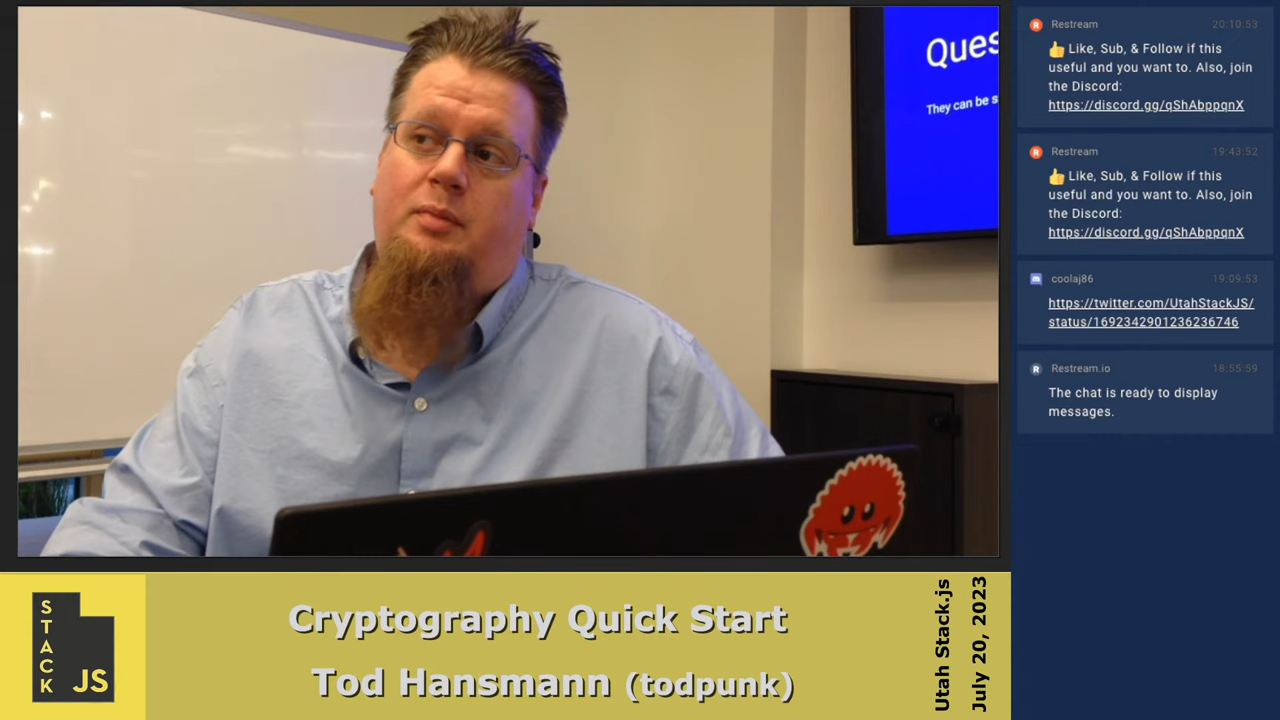 Ques
They can be s
Restream 20:10:53
👍 Like, Sub, & Follow if this
useful and you want to. Also, join
the Discord:
https://discord.gg/qShAbppqnX
Restream 19:43:52
👍 Like, Sub, & Follow if this
useful and you want to. Also, join
the Discord:
https://discord.gg/qShAbppqnX
coolaj86 19:09:53
https://twitter.com/UtahStackJS/
status/1692342901236236746
Restream.io 18:55:59
The chat is ready to display
messages.
STACK
JS
Cryptography Quick Start
Tod Hansmann (todpunk)
Utah Stack.js
July 20, 2023